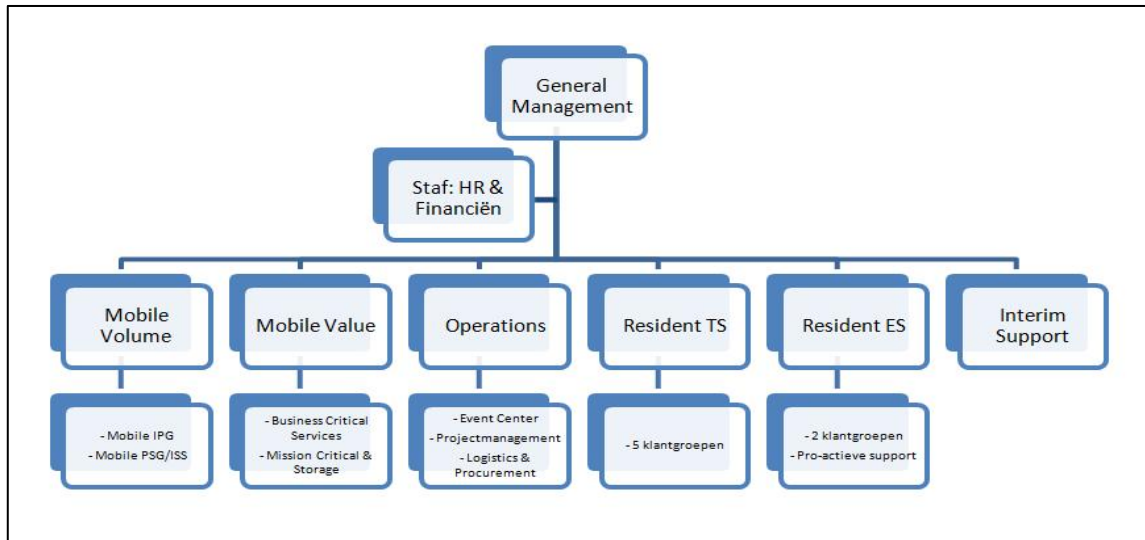 General
Management
Staf: HR &
Financiën
Mobile
Volume
Mobile Value
Operations
Resident TS
Resident ES
Interim
Support
- Mobile IPG
- Mobile PSG/ISS
- Business Critical
Services
- Mission Critical &
Storage
- Event Center
- Projectmanagement
- Logistics &
Procurement
- 5 klantgroepen
- 2 klantgroepen
- Pro-actieve support